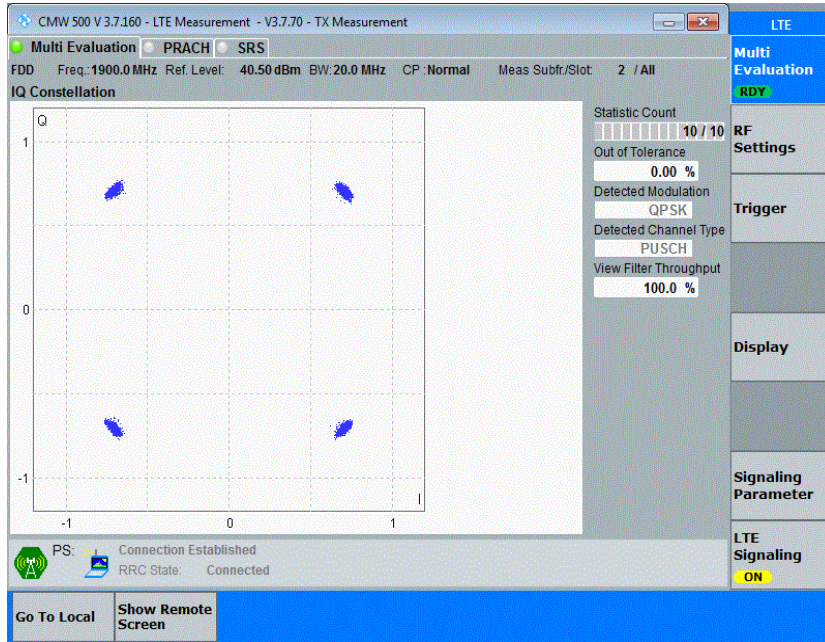 CMW 500 V 3.7.160 - LTE Measurement - V3.7.70 - TX Measurement
LTE
Multi Evaluation PRACH SRS
Multi
Evaluation
RDY
FDD Freq.: 1900.0 MHz Ref. Level: 40.50 dBm BW: 20.0 MHz CP : Normal Meas Subfr./Slot: 2 / All
IQ Constellation
Q
1
0
-1
I
-1 0 1
Statistic Count
10 / 10
Out of Tolerance
0.00 %
Detected Modulation
QPSK
Detected Channel Type
PUSCH
View Filter Throughput
100.0 %
RF
Settings
Trigger
Display
Signaling
Parameter
LTE
Signaling
ON
PS: Connection Established
RRC State: Connected
Go To Local
Show Remote
Screen